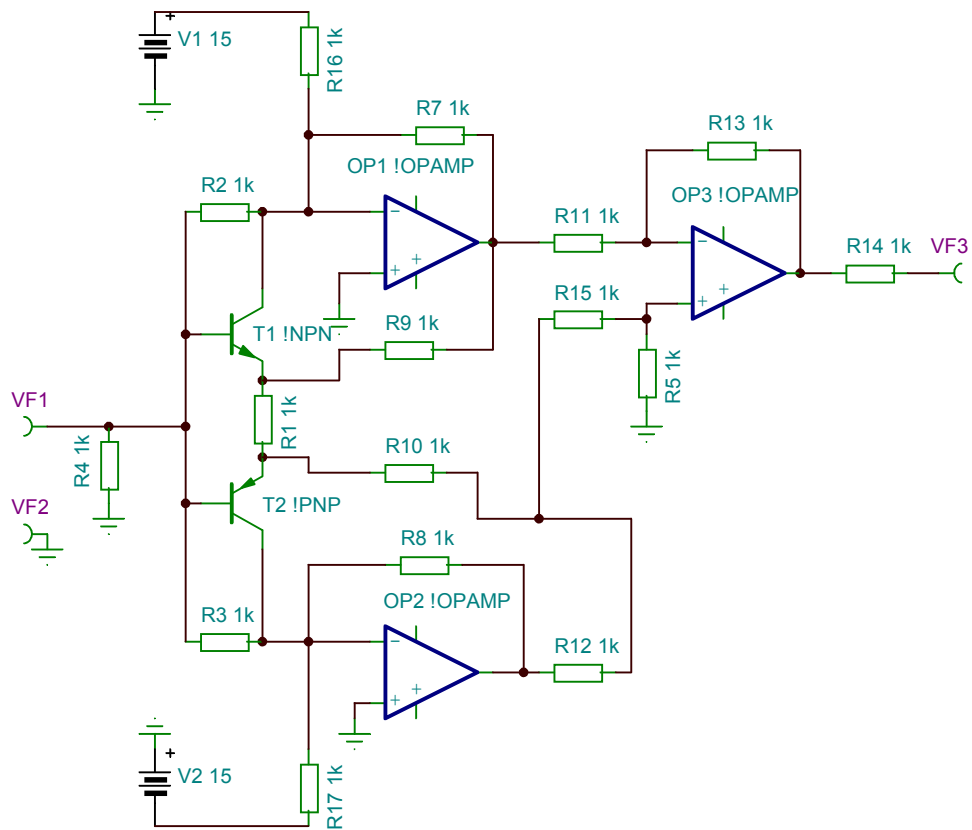 V1 15
R16 1k
R7 1k
OP1 !OPAMP
R13 1k
OP3 !OPAMP
R2 1k
R11 1k
R14 1k
VF3
R15 1k
T1 !NPN
R9 1k
R5 1k
VF1
R4 1k
R1 1k
R10 1k
VF2
T2 !PNP
R8 1k
OP2 !OPAMP
R3 1k
R12 1k
V2 15
R17 1k